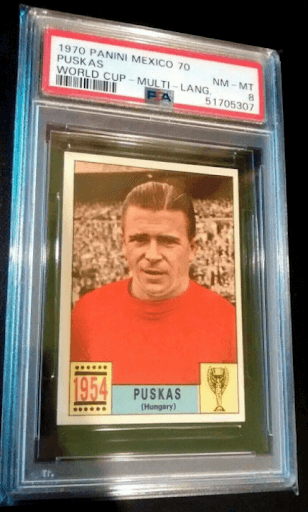 1970 PANINI MEXICO 70
PUSKAS NM - MT
WORLD CUP - MULTI - LANG. 8
PSA 51705307
1954
PUSKAS
(Hungary)